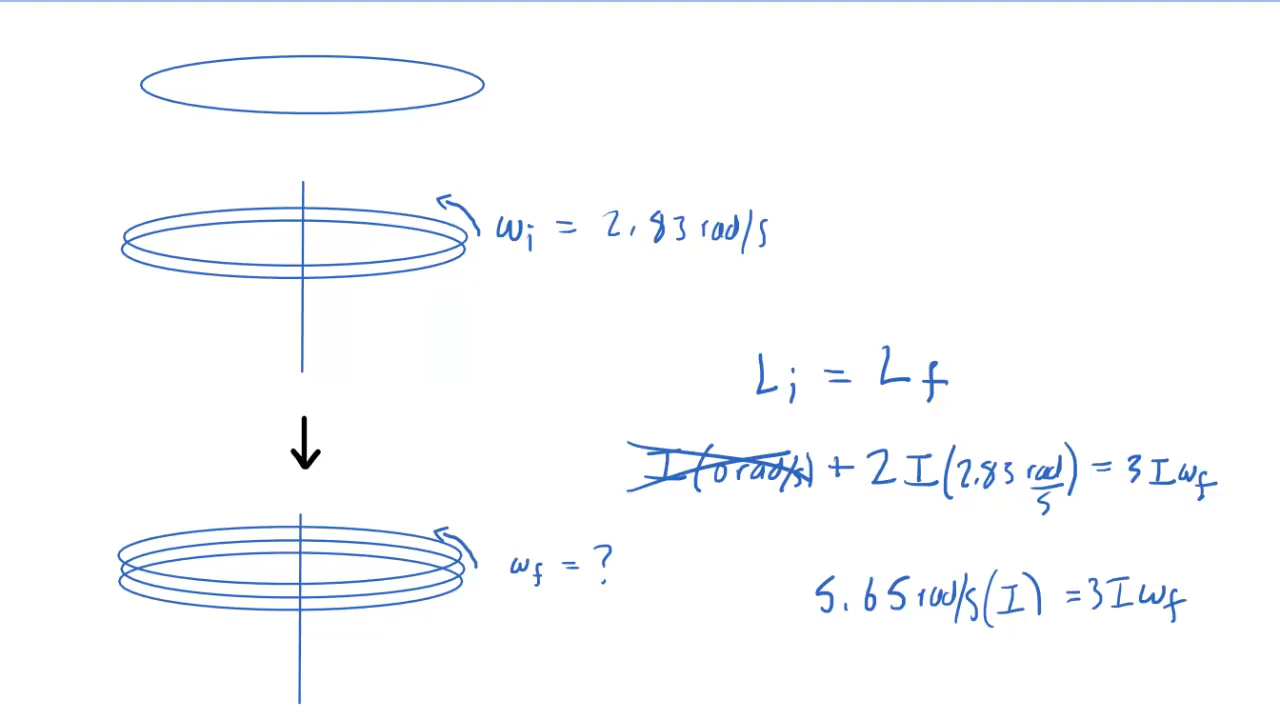 ωi = 2.83 rad/s
Li = Lf
I(0 rad/s) + 2I(2.83 rad/s) = 3Iωf
ωf = ?
5.65 rad/s(I) = 3Iωf